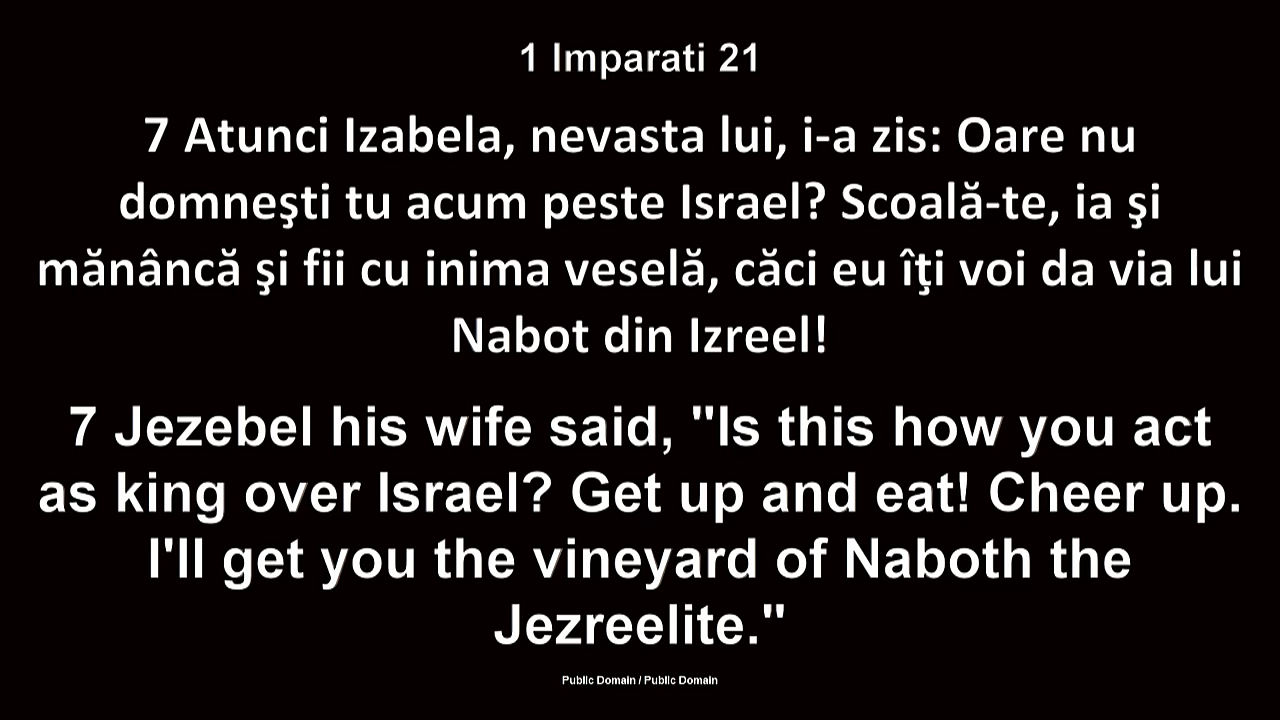 1 Imparati 21
7 Atunci Izabela, nevasta lui, i-a zis: Oare nu
domneşti tu acum peste Israel? Scoală-te, ia şi
mănâncă şi fii cu inima veselă, căci eu îţi voi da via lui
Nabot din Izreel!
7 Jezebel his wife said, "Is this how you act
as king over Israel? Get up and eat! Cheer up.
I'll get you the vineyard of Naboth the
Jezreelite."
Public Domain / Public Domain